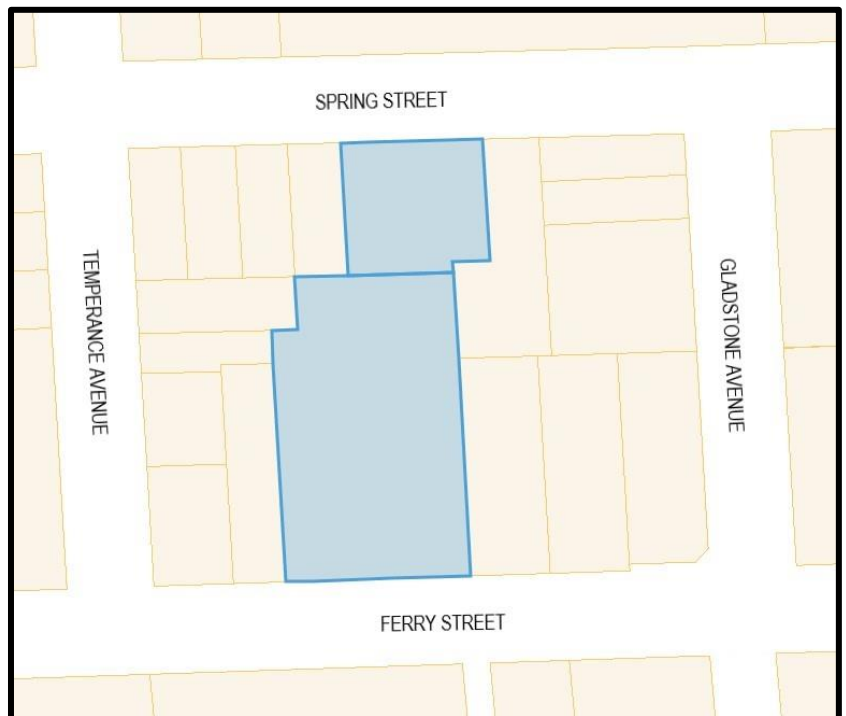 SPRING STREET
TEMPERANCE AVENUE
GLADSTONE AVENUE
FERRY STREET